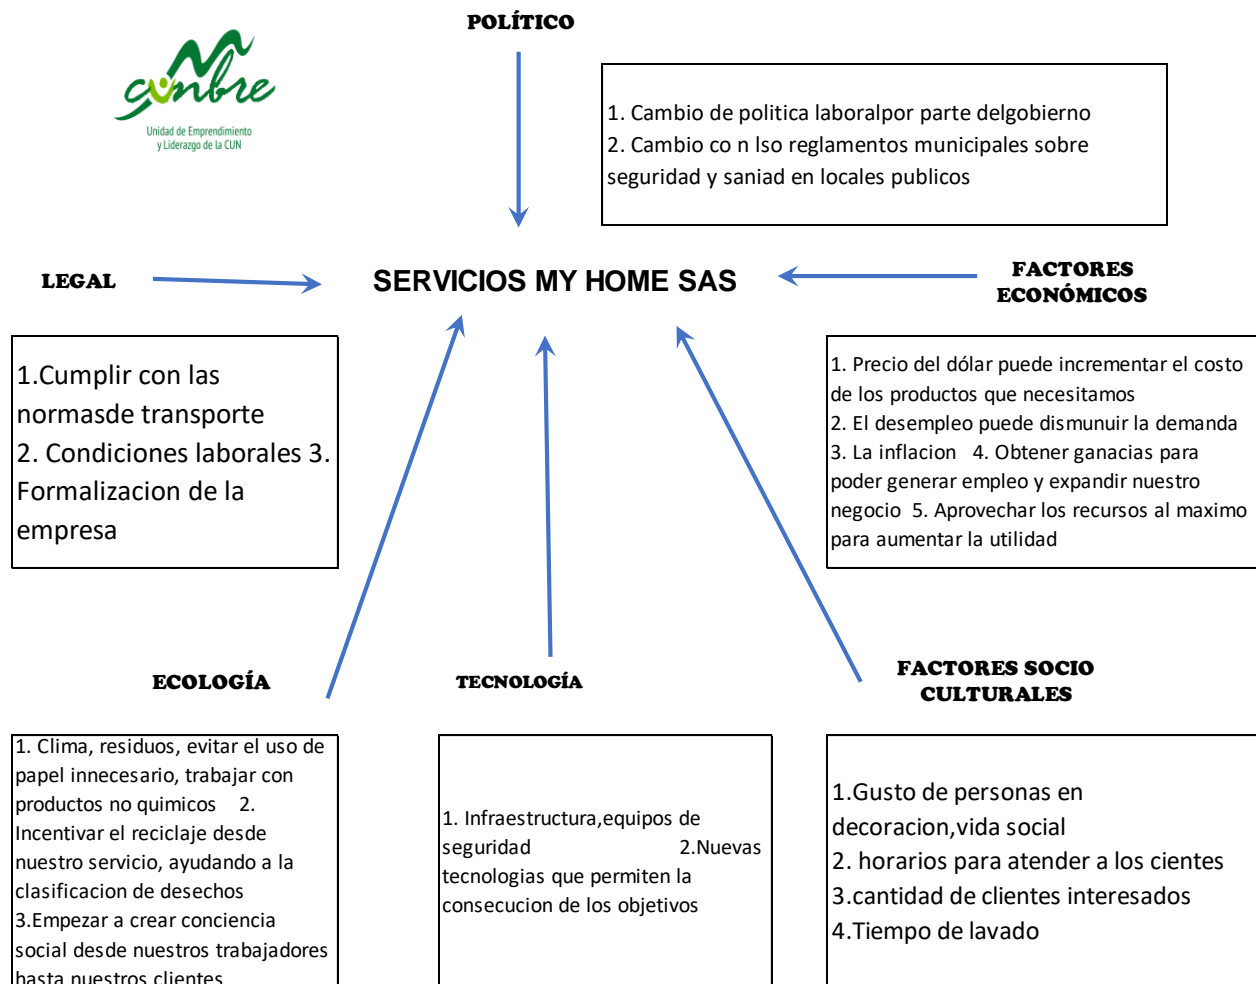 POLÍTICO
cunbre
Unidad de Emprendimiento
y Liderazgo de la CUN
1. Cambio de politica laboralpor parte delgobierno
2. Cambio co n lso reglamentos municipales sobre
seguridad y saniad en locales publicos
LEGAL
SERVICIOS MY HOME SAS
FACTORES
ECONÓMICOS
1.Cumplir con las
normasde transporte
2. Condiciones laborales 3.
Formalizacion de la
empresa
1. Precio del dólar puede incrementar el costo
de los productos que necesitamos
2. El desempleo puede dismunuir la demanda
3. La inflacion 4. Obtener ganacias para
poder generar empleo y expandir nuestro
negocio 5. Aprovechar los recursos al maximo
para aumentar la utilidad
ECOLOGÍA
TECNOLOGÍA
FACTORES SOCIO
CULTURALES
1. Clima, residuos, evitar el uso de
papel innecesario, trabajar con
productos no quimicos 2.
Incentivar el reciclaje desde
nuestro servicio, ayudando a la
clasificacion de desechos
3.Empezar a crear conciencia
social desde nuestros trabajadores
hasta nuestros clientes
1. Infraestructura,equipos de
seguridad 2.Nuevas
tecnologias que permiten la
consecucion de los objetivos
1.Gusto de personas en
decoracion,vida social
2. horarios para atender a los cientes
3.cantidad de clientes interesados
4.Tiempo de lavado